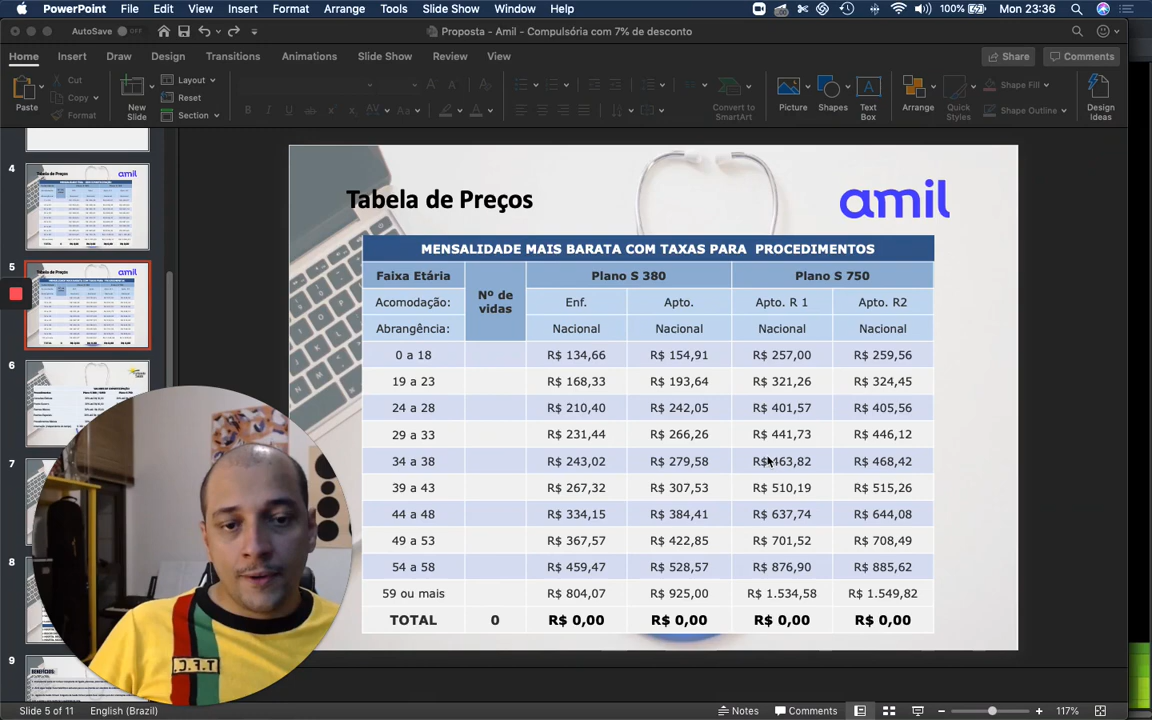 PowerPoint File Edit View Insert Format Arrange Tools Slide Show Window Help 100% Mon 23:36
AutoSave OFF Proposta - Amil - Compulsória com 7% de desconto
Home Insert Draw Design Transitions Animations Slide Show Review View Share Comments
Paste Cut Copy Format
New Slide Layout Reset Section
Convert to SmartArt
Picture Shapes Text Box Arrange Quick Styles Shape Fill Shape Outline Design Ideas
4
Tabela de Preços amil
5
Tabela de Preços amil
6
7
8
9
BENEFÍCIOS
Tabela de Preços
amil
MENSALIDADE MAIS BARATA COM TAXAS PARA PROCEDIMENTOS
Faixa Etária Nº de vidas Plano S 380 Plano S 750
Acomodação: Enf. Apto. Apto. R 1 Apto. R2
Abrangência: Nacional Nacional Nacional Nacional
0 a 18 R$ 134,66 R$ 154,91 R$ 257,00 R$ 259,56
19 a 23 R$ 168,33 R$ 193,64 R$ 321,26 R$ 324,45
24 a 28 R$ 210,40 R$ 242,05 R$ 401,57 R$ 405,56
29 a 33 R$ 231,44 R$ 266,26 R$ 441,73 R$ 446,12
34 a 38 R$ 243,02 R$ 279,58 R$ 463,82 R$ 468,42
39 a 43 R$ 267,32 R$ 307,53 R$ 510,19 R$ 515,26
44 a 48 R$ 334,15 R$ 384,41 R$ 637,74 R$ 644,08
49 a 53 R$ 367,57 R$ 422,85 R$ 701,52 R$ 708,49
54 a 58 R$ 459,47 R$ 528,57 R$ 876,90 R$ 885,62
59 ou mais R$ 804,07 R$ 925,00 R$ 1.534,58 R$ 1.549,82
TOTAL 0 R$ 0,00 R$ 0,00 R$ 0,00 R$ 0,00
T.F.C.
Slide 5 of 11 English (Brazil) Notes Comments 117%